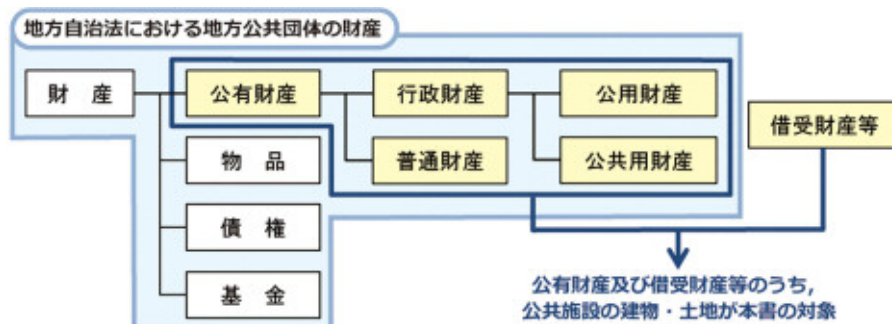 地方自治法における地方公共団体の財産
財産
公有財産
行政財産
公用財産
借受財産等
物品
普通財産
公共用財産
債権
基金
公有財産及び借受財産等のうち,
公共施設の建物・土地が本書の対象